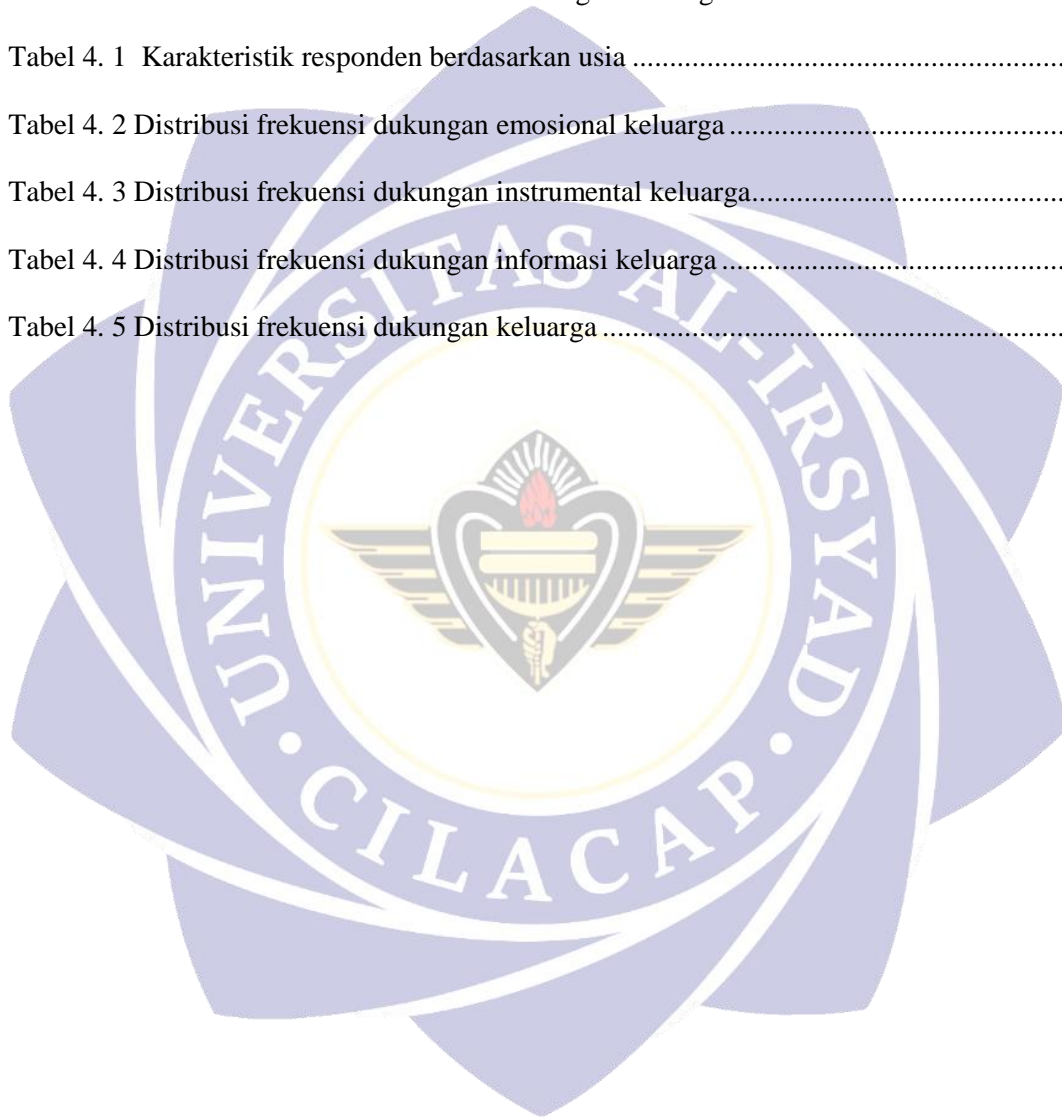 Tabel 4. 1  Karakteristik responden berdasarkan usia ..........................................................
Tabel 4. 2 Distribusi frekuensi dukungan emosional keluarga .............................................
Tabel 4. 3 Distribusi frekuensi dukungan instrumental keluarga..........................................
Tabel 4. 4 Distribusi frekuensi dukungan informasi keluarga ..............................................
Tabel 4. 5 Distribusi frekuensi dukungan keluarga ..............................................................
UNIVERSITAS AL-IRSYAD
• CILACAP •